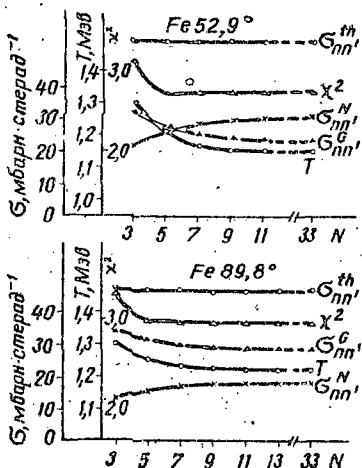 Fe 52,9°
σ, мбарн·стерад⁻¹
T, Мэв
χ²
40
30
20
10
0
1,3
1,2
1,1
1,0
3,0
2,0
σ_nn'^th
χ²
σ_nn'^N
σ_nn'^G
T
3 5 7 9 11 13 33 N
Fe 89,8°
σ, мбарн·стерад⁻¹
T, Мэв
χ²
40
30
20
10
0
1,4
1,3
1,2
1,1
3,0
2,0
σ_nn'^th
χ²
σ_nn'^G
T
σ_nn'^N
3 5 7 9 11 13 33 N